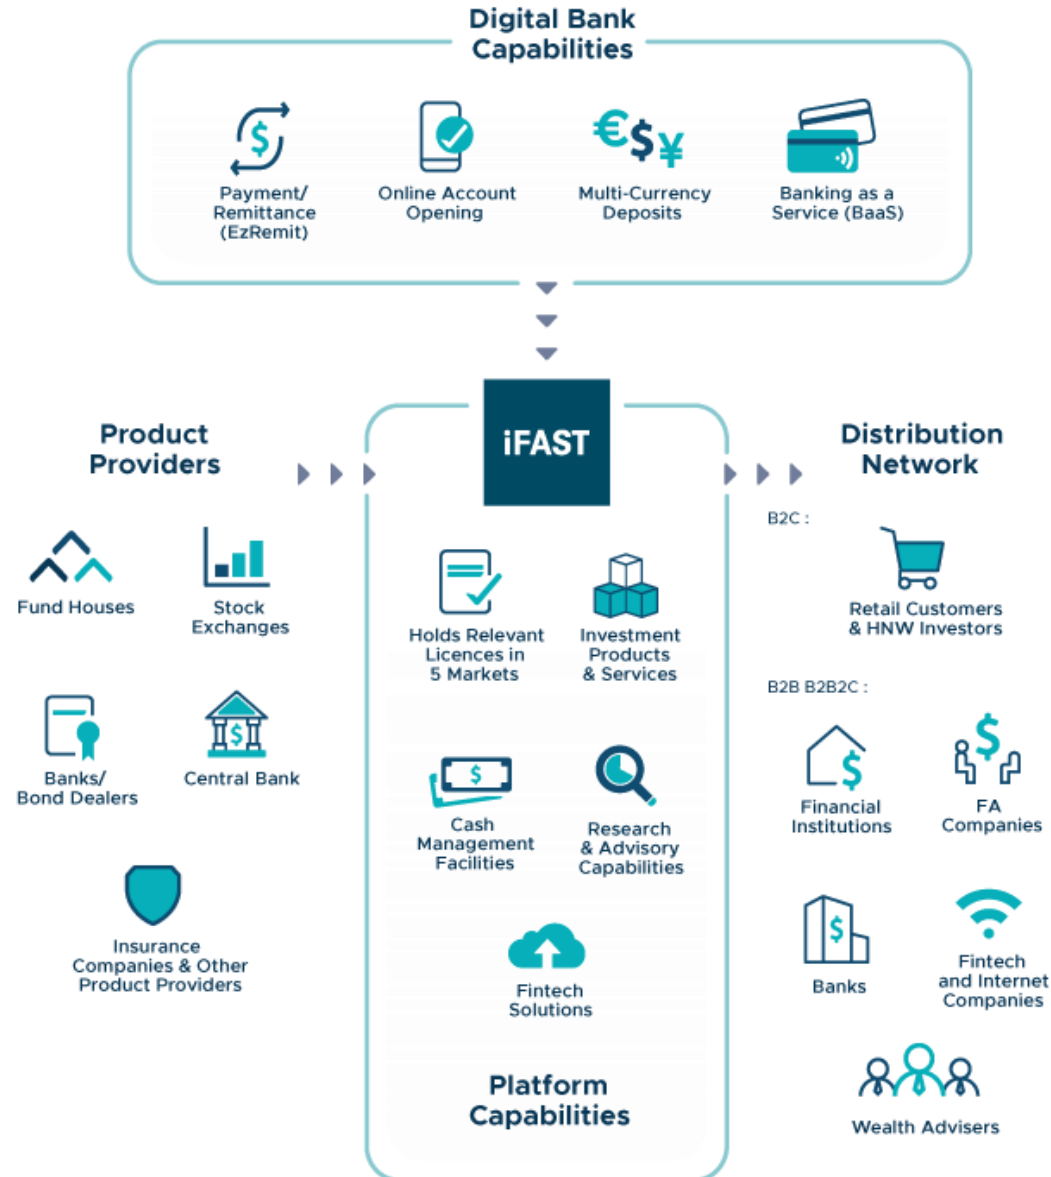 Digital Bank
Capabilities
Payment/
Remittance
(EzRemit)
Online Account
Opening
Multi-Currency
Deposits
Banking as a
Service (BaaS)
iFAST
Product
Providers
Fund Houses
Stock
Exchanges
Banks/
Bond Dealers
Central Bank
Insurance
Companies & Other
Product Providers
Holds Relevant
Licences in
5 Markets
Investment
Products
& Services
Cash
Management
Facilities
Research
& Advisory
Capabilities
Fintech
Solutions
Platform
Capabilities
Distribution
Network
B2C :
Retail Customers
& HNW Investors
B2B B2B2C :
Financial
Institutions
FA
Companies
Banks
Fintech
and Internet
Companies
Wealth Advisers